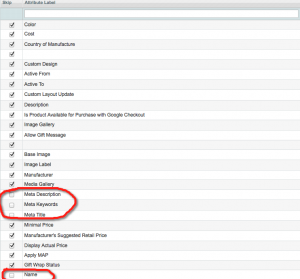 Skip Attribute Label
Color
Cost
Country of Manufacture
Custom Design
Active From
Active To
Custom Layout Update
Description
Is Product Available for Purchase with Google Checkout
Image Gallery
Allow Gift Message
Base Image
Image Label
Manufacturer
Media Gallery
Meta Description
Meta Keywords
Meta Title
Minimal Price
Manufacturer's Suggested Retail Price
Display Actual Price
Apply MAP
Gift Wrap Status
Name